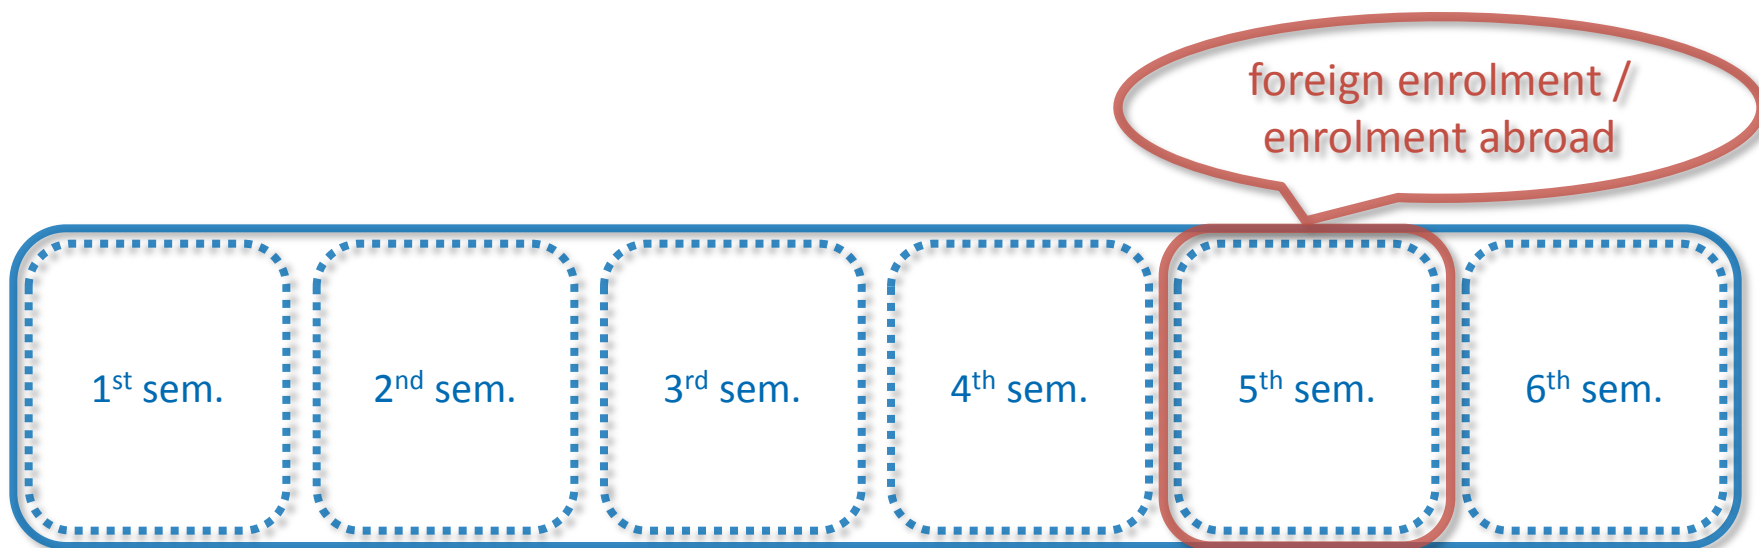 foreign enrolment /
enrolment abroad
1st sem.
2nd sem.
3rd sem.
4th sem.
5th sem.
6th sem.